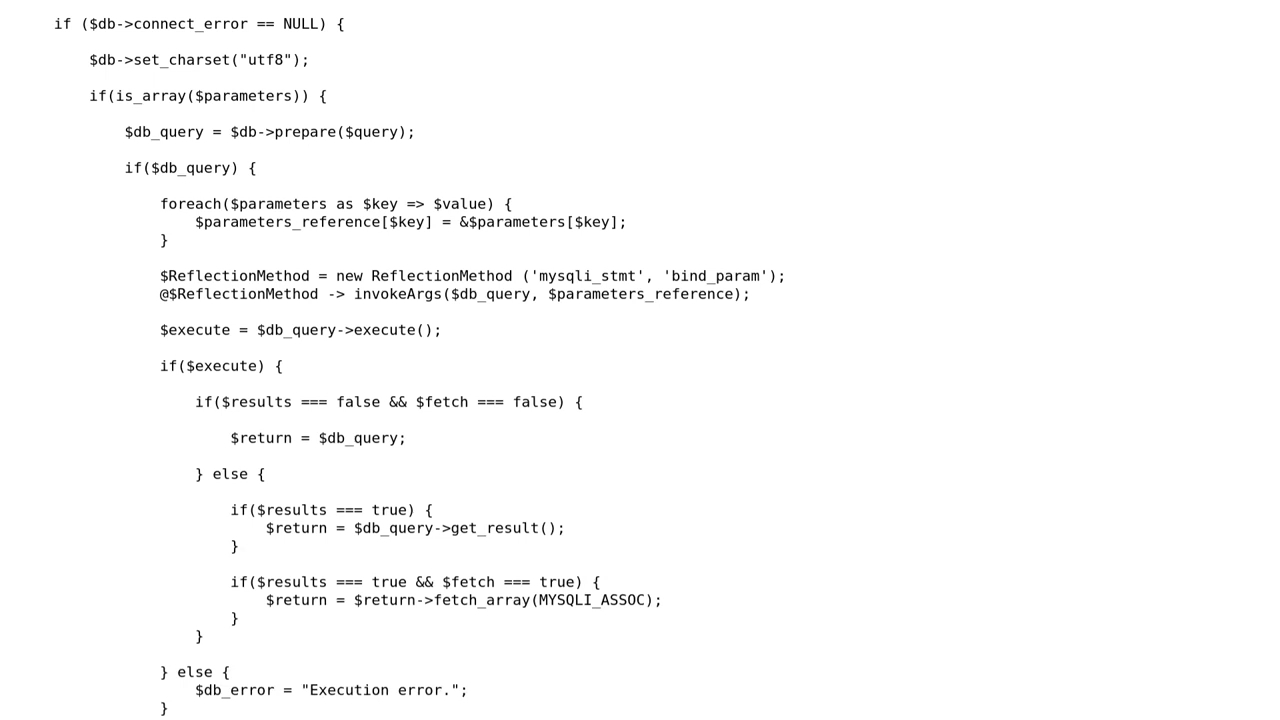 if ($db->connect_error == NULL) {
$db->set_charset("utf8");
if(is_array($parameters)) {
$db_query = $db->prepare($query);
if($db_query) {
foreach($parameters as $key => $value) {
$parameters_reference[$key] = &$parameters[$key];
}
$ReflectionMethod = new ReflectionMethod ('mysqli_stmt', 'bind_param');
@$ReflectionMethod -> invokeArgs($db_query, $parameters_reference);
$execute = $db_query->execute();
if($execute) {
if($results === false && $fetch === false) {
$return = $db_query;
} else {
if($results === true) {
$return = $db_query->get_result();
}
if($results === true && $fetch === true) {
$return = $return->fetch_array(MYSQLI_ASSOC);
}
}
} else {
$db_error = "Execution error.";
}